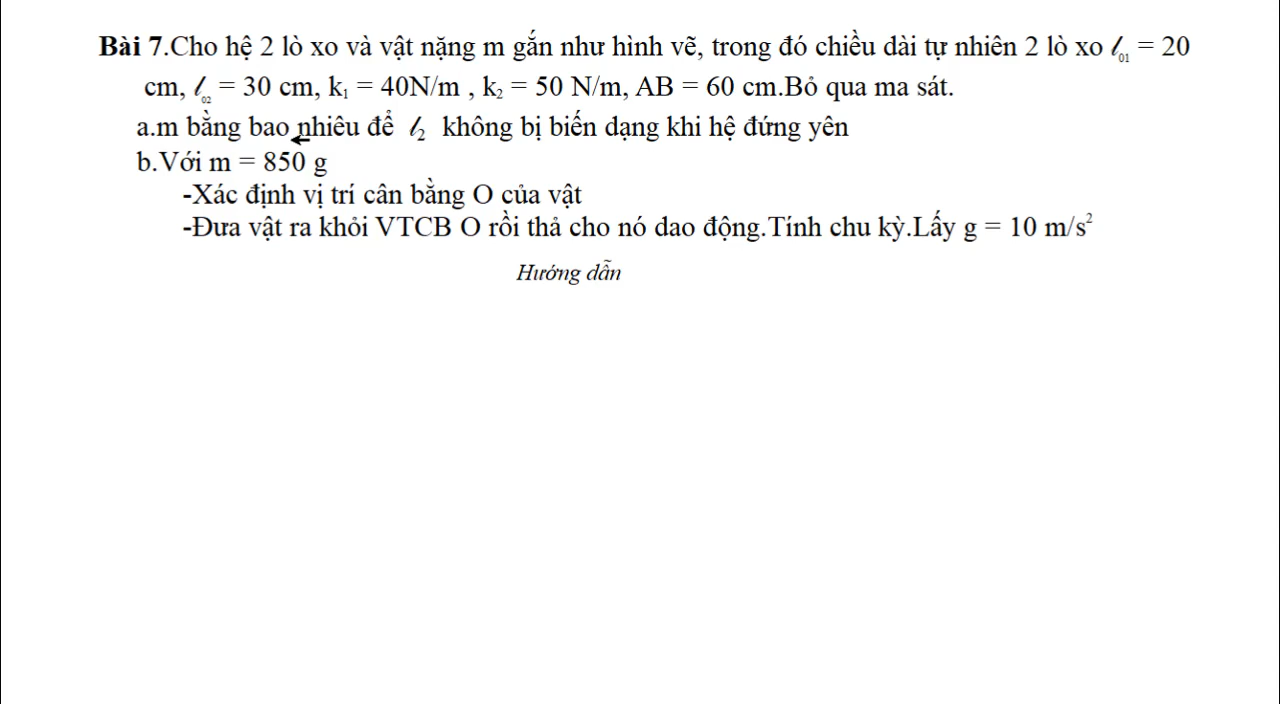 Bài 7.Cho hệ 2 lò xo và vật nặng m gắn như hình vẽ, trong đó chiều dài tự nhiên 2 lò xo ℓ₀₁ = 20
cm, ℓ₀₂ = 30 cm, k₁ = 40N/m , k₂ = 50 N/m, AB = 60 cm.Bỏ qua ma sát.
a.m bằng bao nhiêu để ℓ₂ không bị biến dạng khi hệ đứng yên
b.Với m = 850 g
-Xác định vị trí cân bằng O của vật
-Đưa vật ra khỏi VTCB O rồi thả cho nó dao động.Tính chu kỳ.Lấy g = 10 m/s²
Hướng dẫn